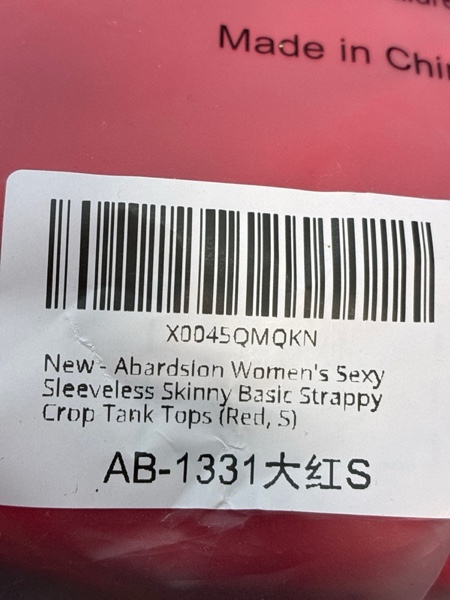 Made in
X0045QMQKN
New - Abardsion Women's Sexy
Sleeveless Skinny Basic Strappy
Crop Tank Tops (Red, S)
AB-1331大红S